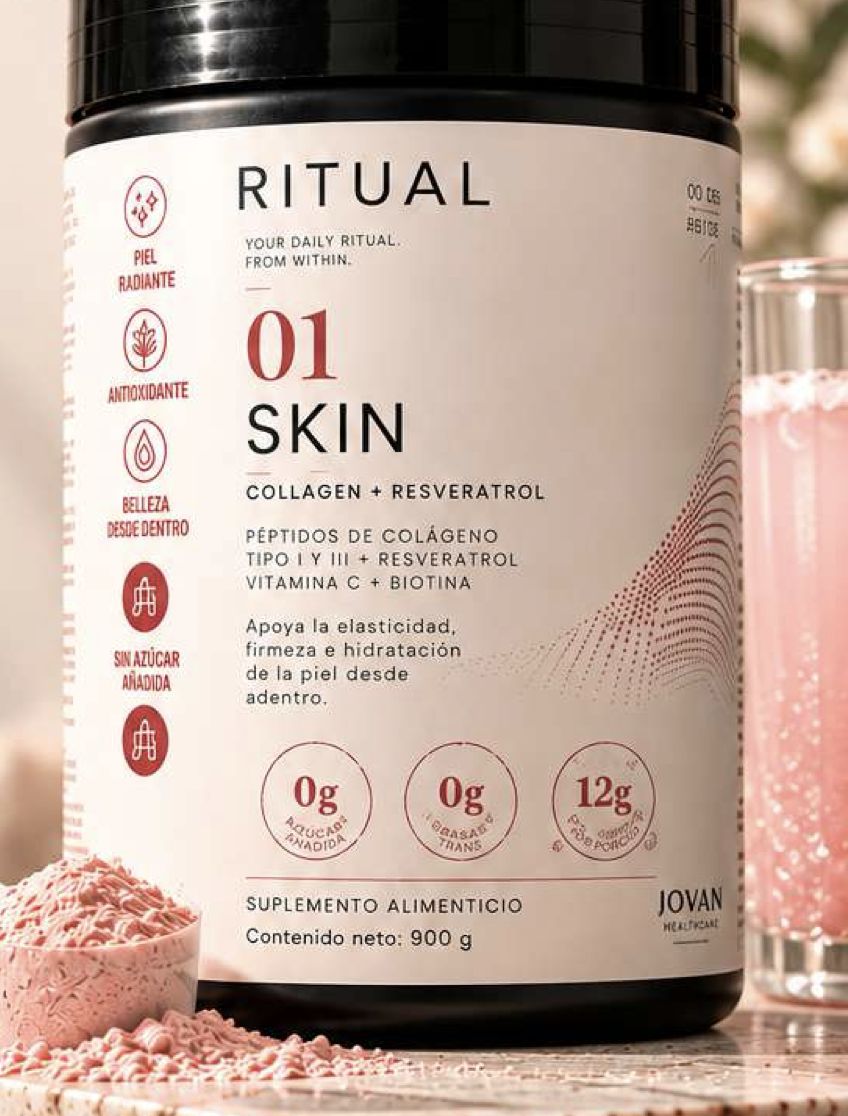 RITUAL
YOUR DAILY RITUAL.
FROM WITHIN.
01
SKIN
COLLAGEN + RESVERATROL
PÉPTIDOS DE COLÁGENO
TIPO I Y III + RESVERATROL
VITAMINA C + BIOTINA
Apoya la elasticidad,
firmeza e hidratación
de la piel desde
adentro.
PIEL
RADIANTE
ANTIOXIDANTE
BELLEZA
DESDE DENTRO
SIN AZÚCAR
AÑADIDA
0g
0g
TRANS
12g
SUPLEMENTO ALIMENTICIO
Contenido neto: 900 g
JOVAN
HEALTHCARE